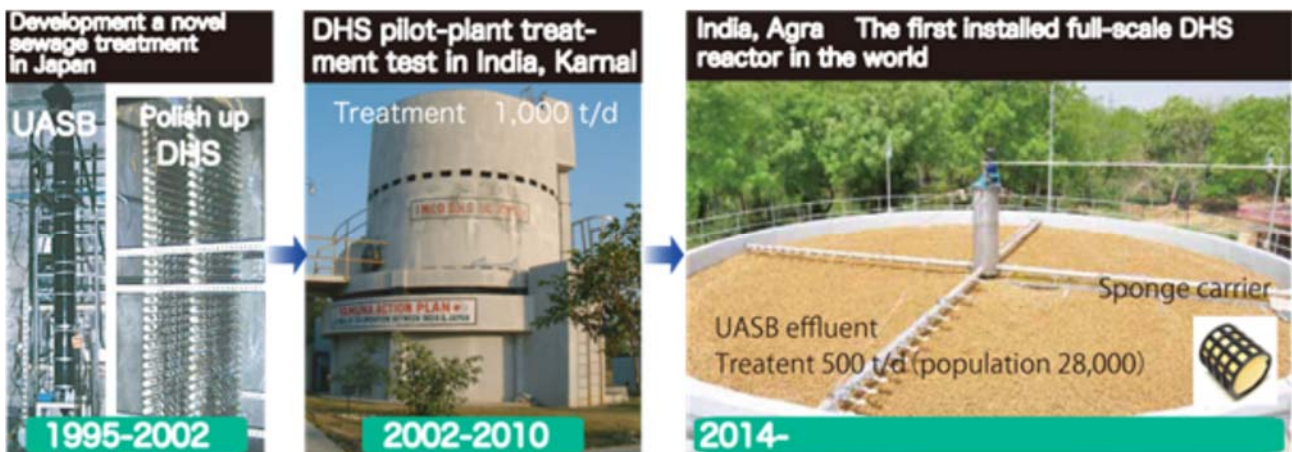 Development a novel
sewage treatment
in Japan
UASB
Polish up
DHS
1995-2002
DHS pilot-plant treat-
ment test in India, Karnal
Treatment 1,000 t/d
YAMUNA ACTION PLAN
2002-2010
India, Agra The first installed full-scale DHS
reactor in the world
Sponge carrier
UASB effluent
Treatent 500 t/d (population 28,000)
2014-